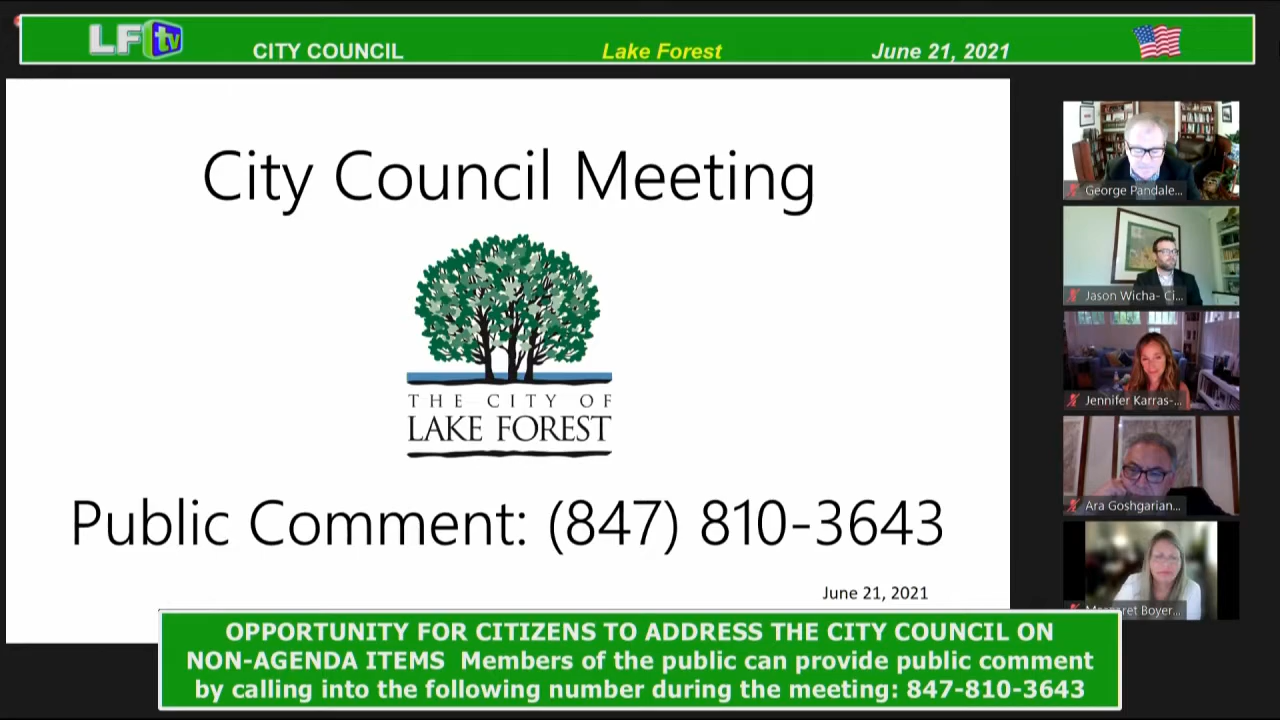 LFtv
CITY COUNCIL
Lake Forest
June 21, 2021
City Council Meeting
THE CITY OF
LAKE FOREST
Public Comment: (847) 810-3643
June 21, 2021
George Pandale...
Jason Wicha- Ci...
Jennifer Karras-...
Ara Goshgarian...
Margaret Boyer...
OPPORTUNITY FOR CITIZENS TO ADDRESS THE CITY COUNCIL ON
NON-AGENDA ITEMS Members of the public can provide public comment
by calling into the following number during the meeting: 847-810-3643